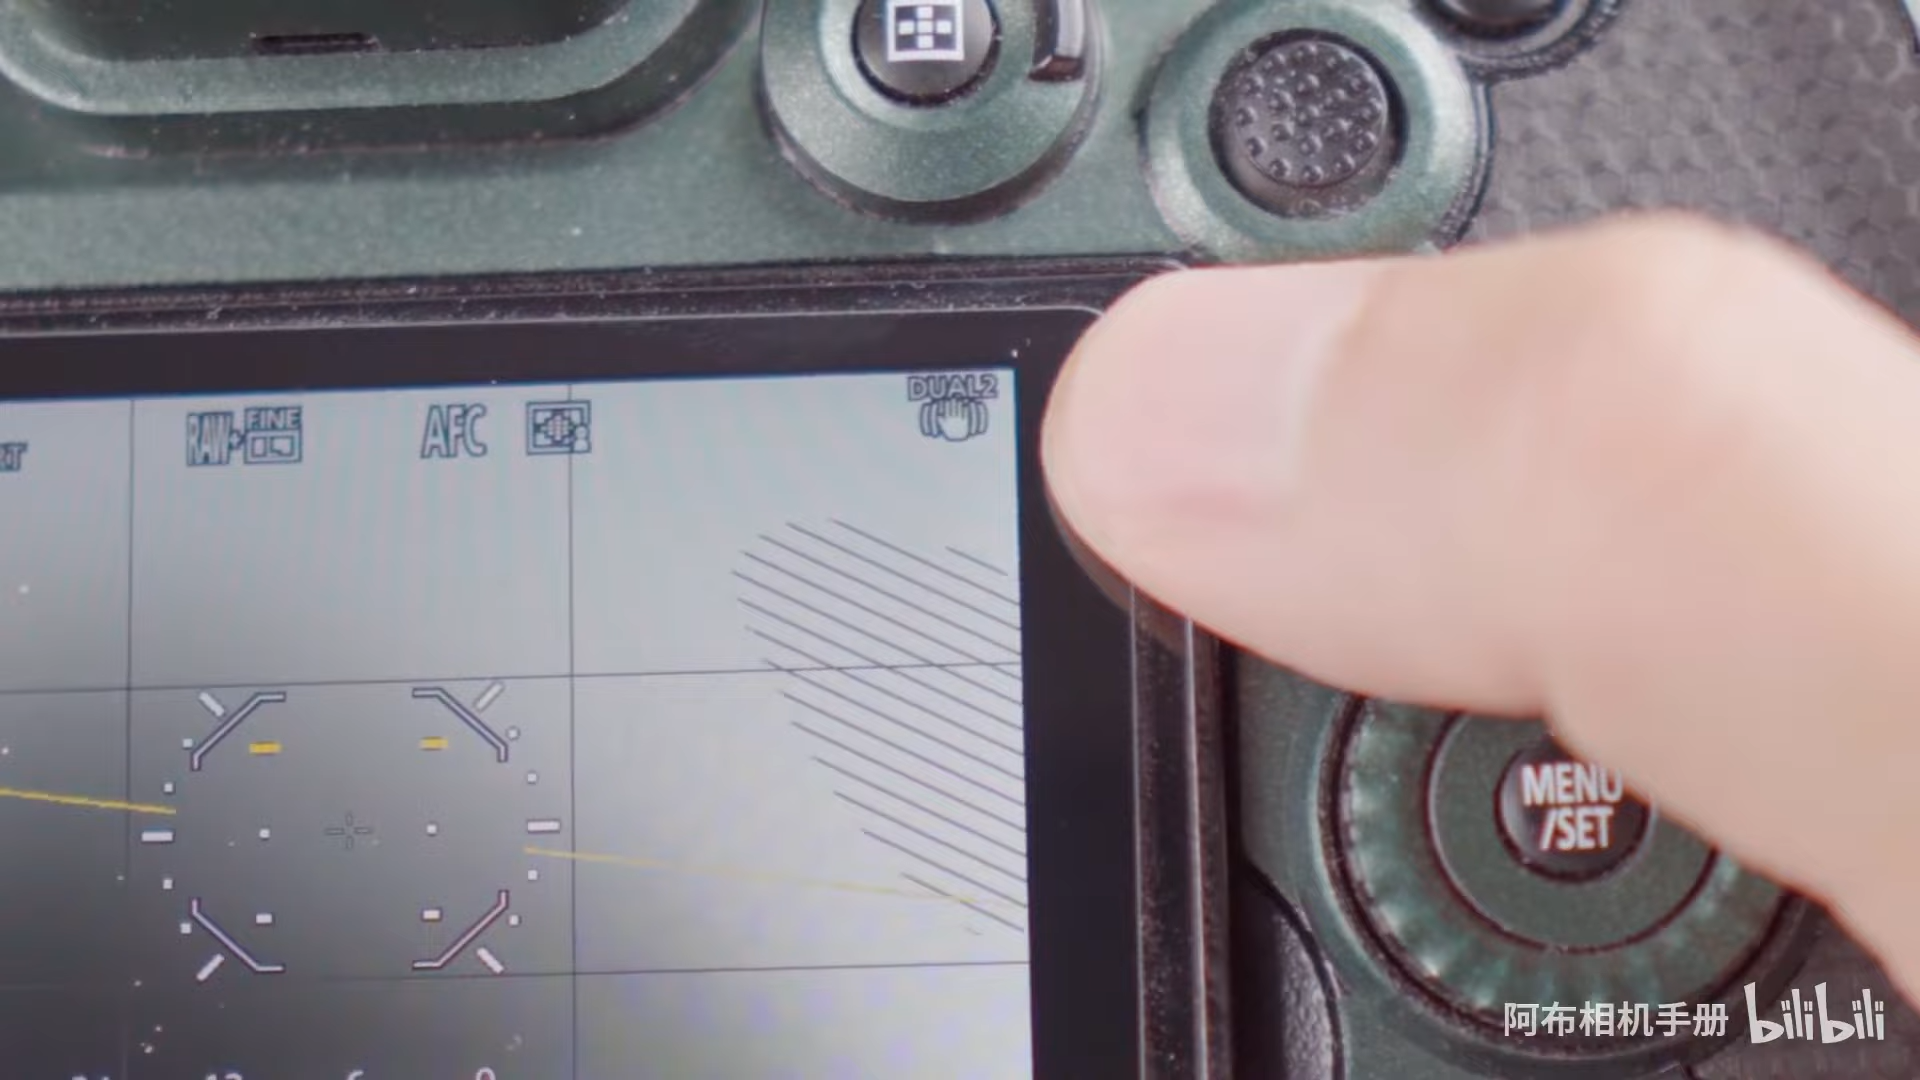 DUAL2
RAW+FINE
AFC
MENU
/SET
阿布相机手册 bilibili